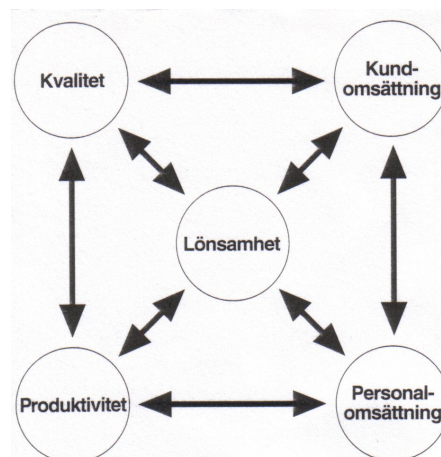 Kvalitet
Kund-
omsättning
Lönsamhet
Produktivitet
Personal-
omsättning